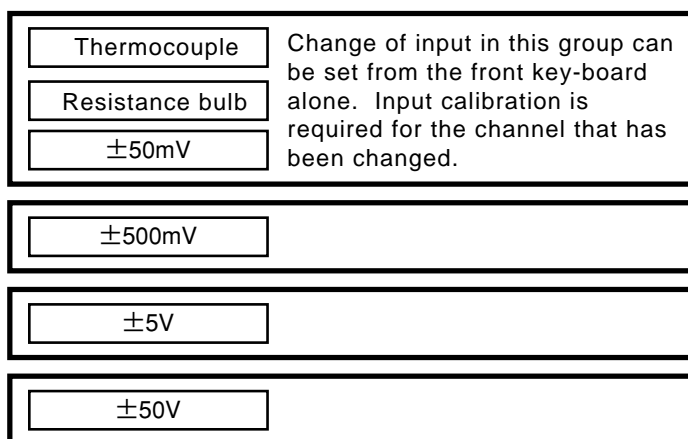 Thermocouple
Resistance bulb
±50mV
Change of input in this group can
be set from the front key-board
alone. Input calibration is
required for the channel that has
been changed.
±500mV
±5V
±50V